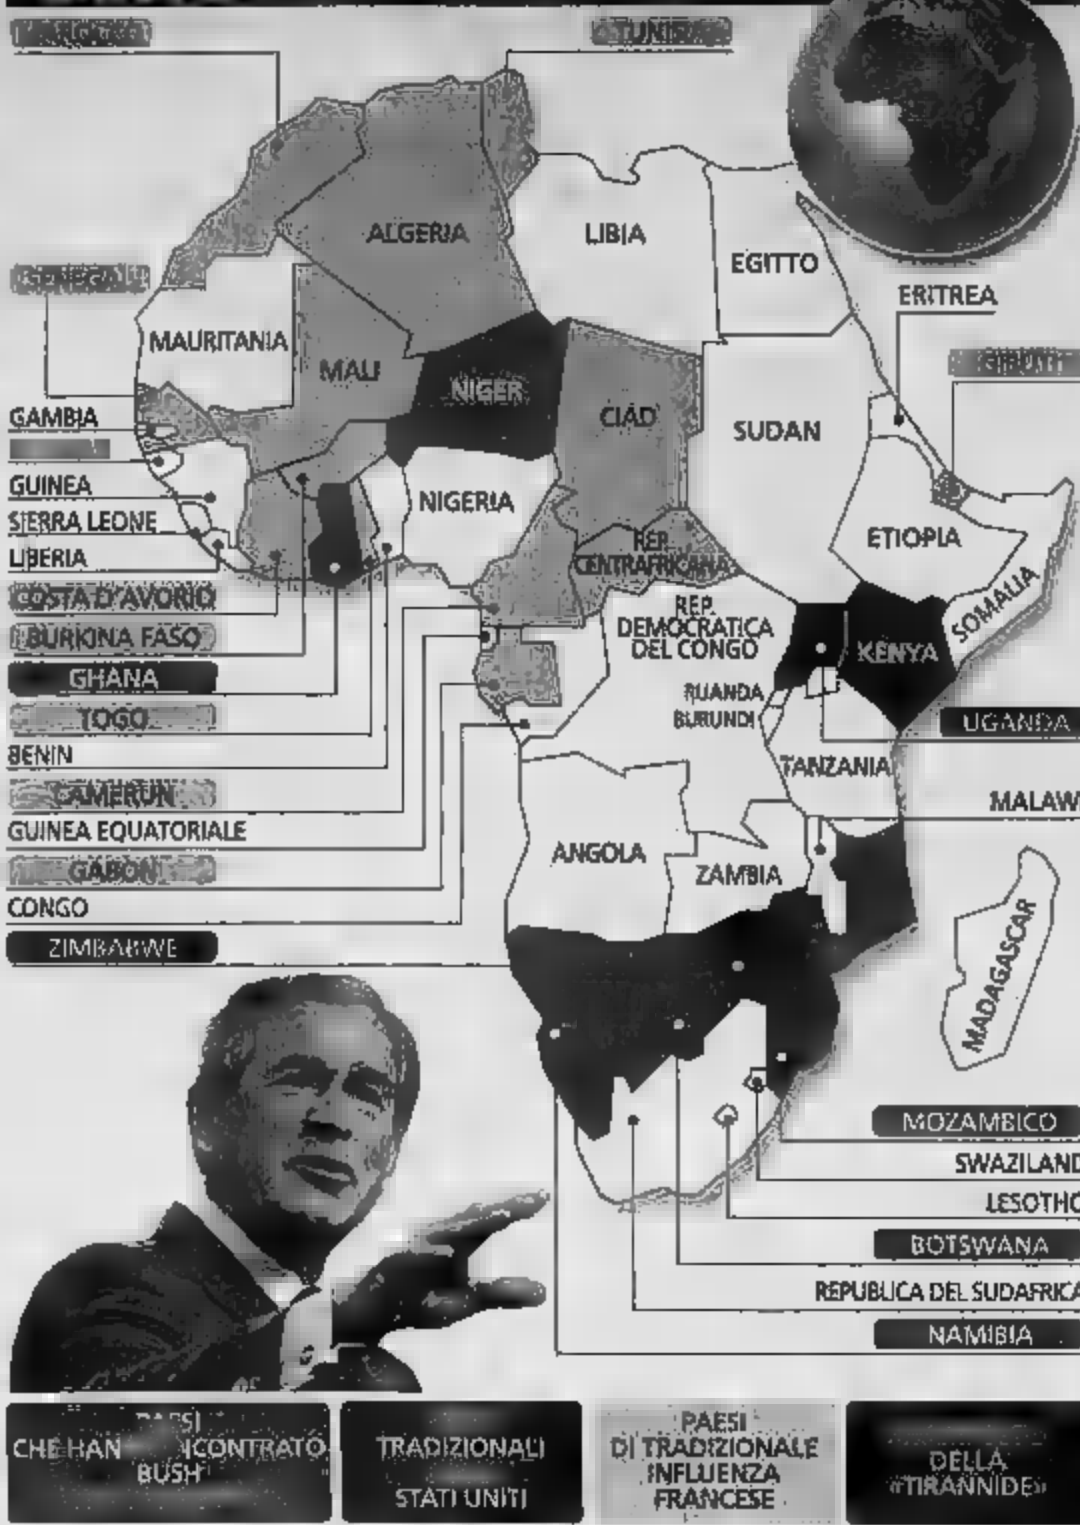 TUNISIA
ALGERIA
LIBIA
EGITTO
ERITREA
MAURITANIA
MALI
NIGER
CIAD
SUDAN
GAMBIA
GUINEA
NIGERIA
SIERRA LEONE
ETIOPIA
LIBERIA
REP.
CENTRAFRICANA
COSTA D'AVORIO
SOMALIA
REP.
DEMOCRATICA
DEL CONGO
BURKINA FASO
KENYA
GHANA
RUANDA
BURUNDI
TOGO
UGANDA
BENIN
TANZANIA
CAMERUN
MALAWI
GUINEA EQUATORIALE
ANGOLA
GABON
ZAMBIA
CONGO
MADAGASCAR
ZIMBABWE
MOZAMBICO
SWAZILAND
LESOTHO
BOTSWANA
REPUBLICA DEL SUDAFRICA
NAMIBIA
PAESI
CHE HAN
BUSH
TRADIZIONALI
STATI UNITI
PAESI
DI TRADIZIONALE
INFLUENZA
FRANCESE
DELLA
«TIRANNIDE»